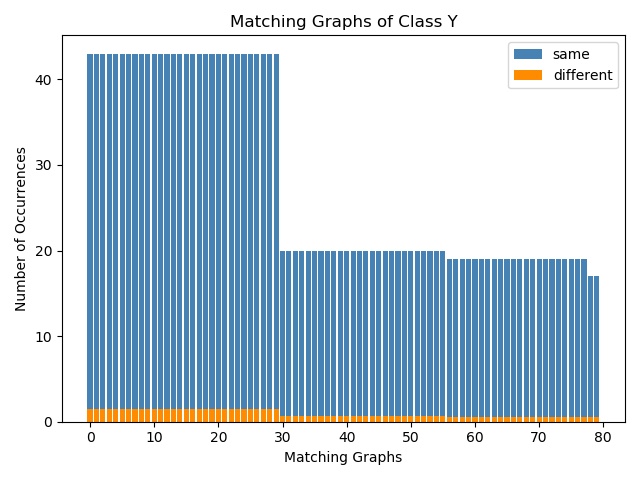 Matching Graphs of Class Y
same
different
Number of Occurrences
40
30
20
10
0
0 10 20 30 40 50 60 70 80
Matching Graphs